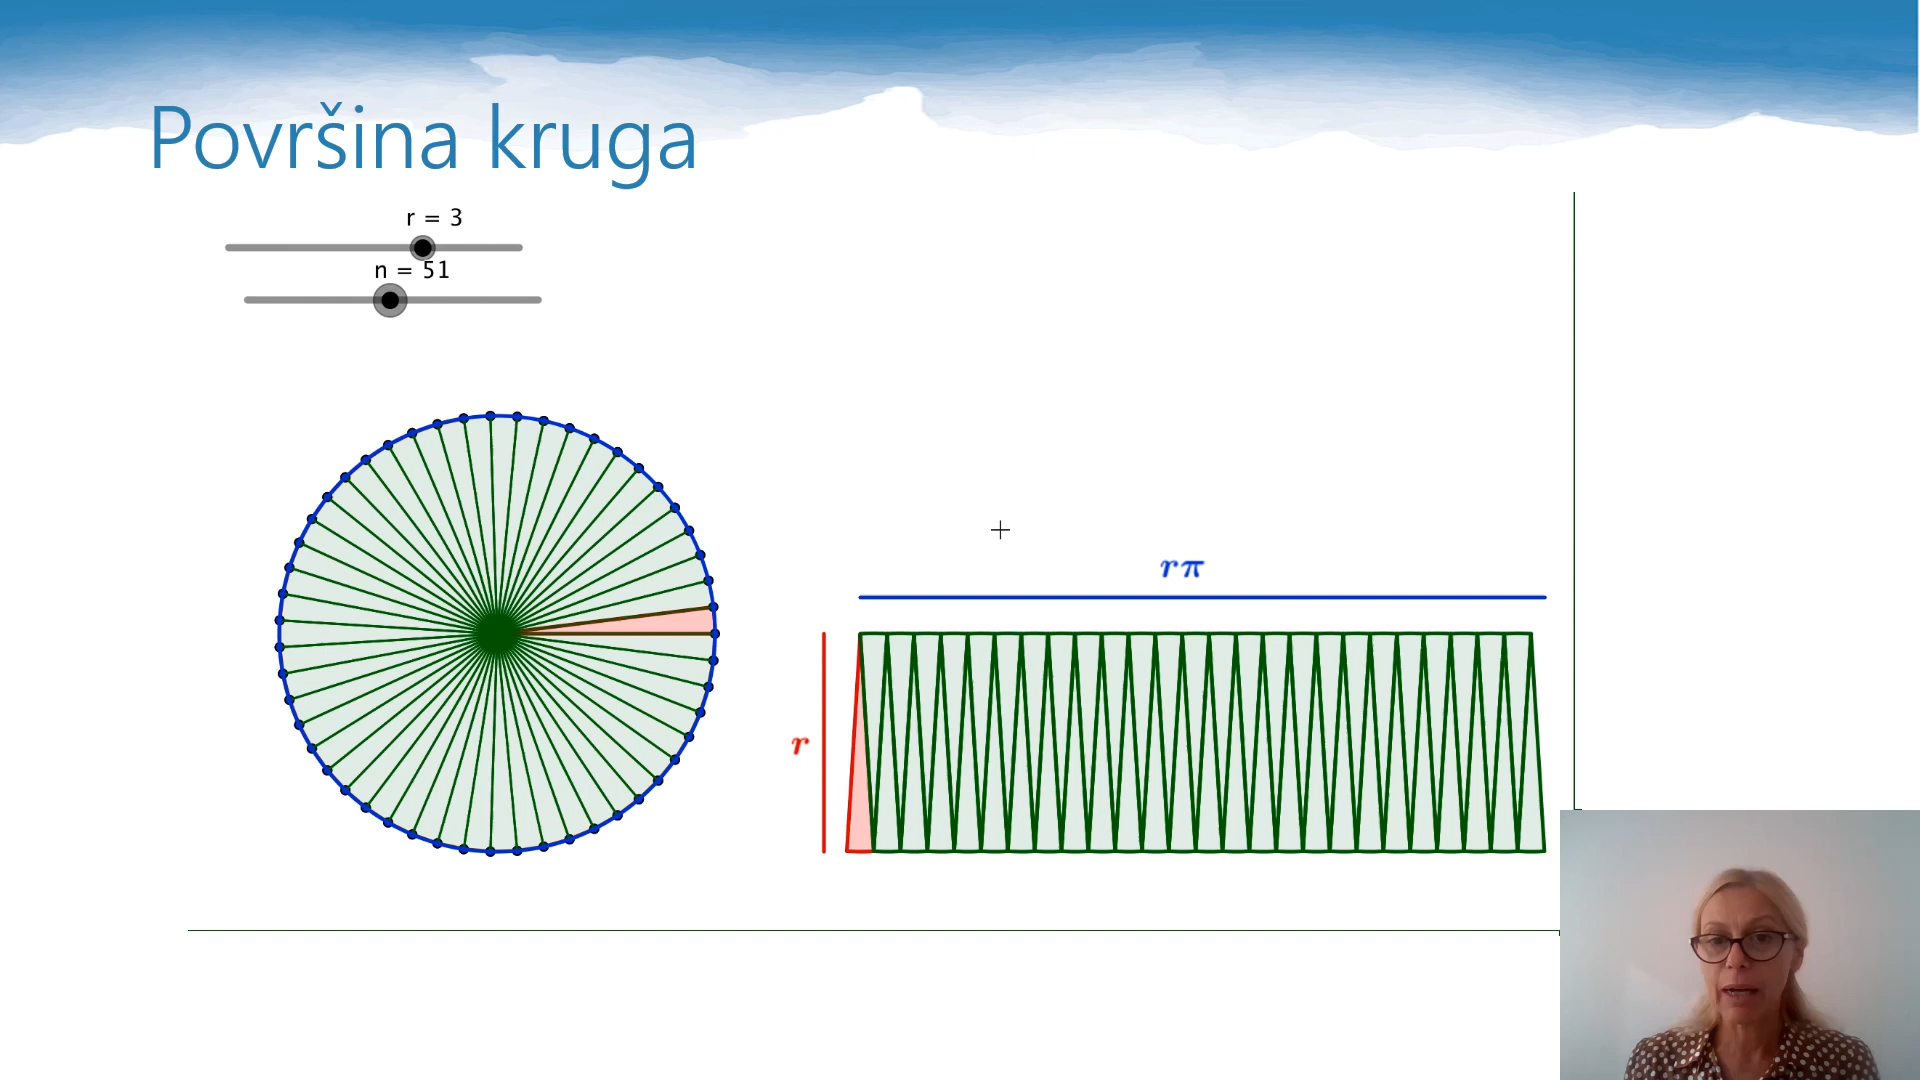 Površina kruga
r = 3
n = 51
rπ
r